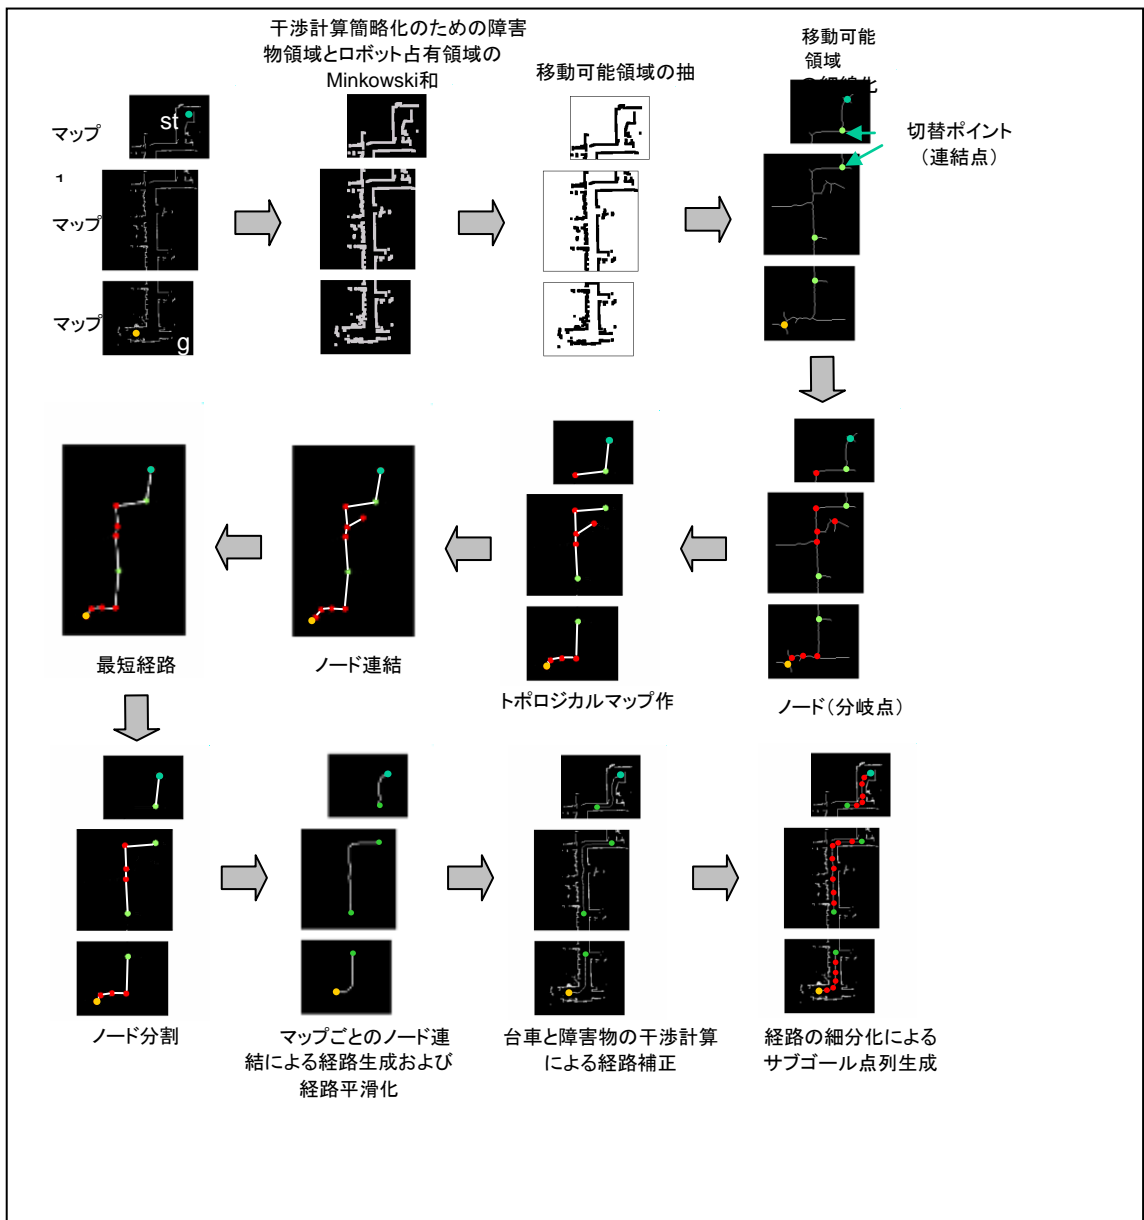 干渉計算簡略化のための障害
物領域とロボット占有領域の
Minkowski和
移動可能領域の抽
移動可能
領域
の細線化
切替ポイント
（連結点）
マップ
st
1
マップ
マップ
g
最短経路
ノード連結
トポロジカルマップ作
ノード（分岐点）
ノード分割
マップごとのノード連
結による経路生成および
経路平滑化
台車と障害物の干渉計算
による経路補正
経路の細分化による
サブゴール点列生成